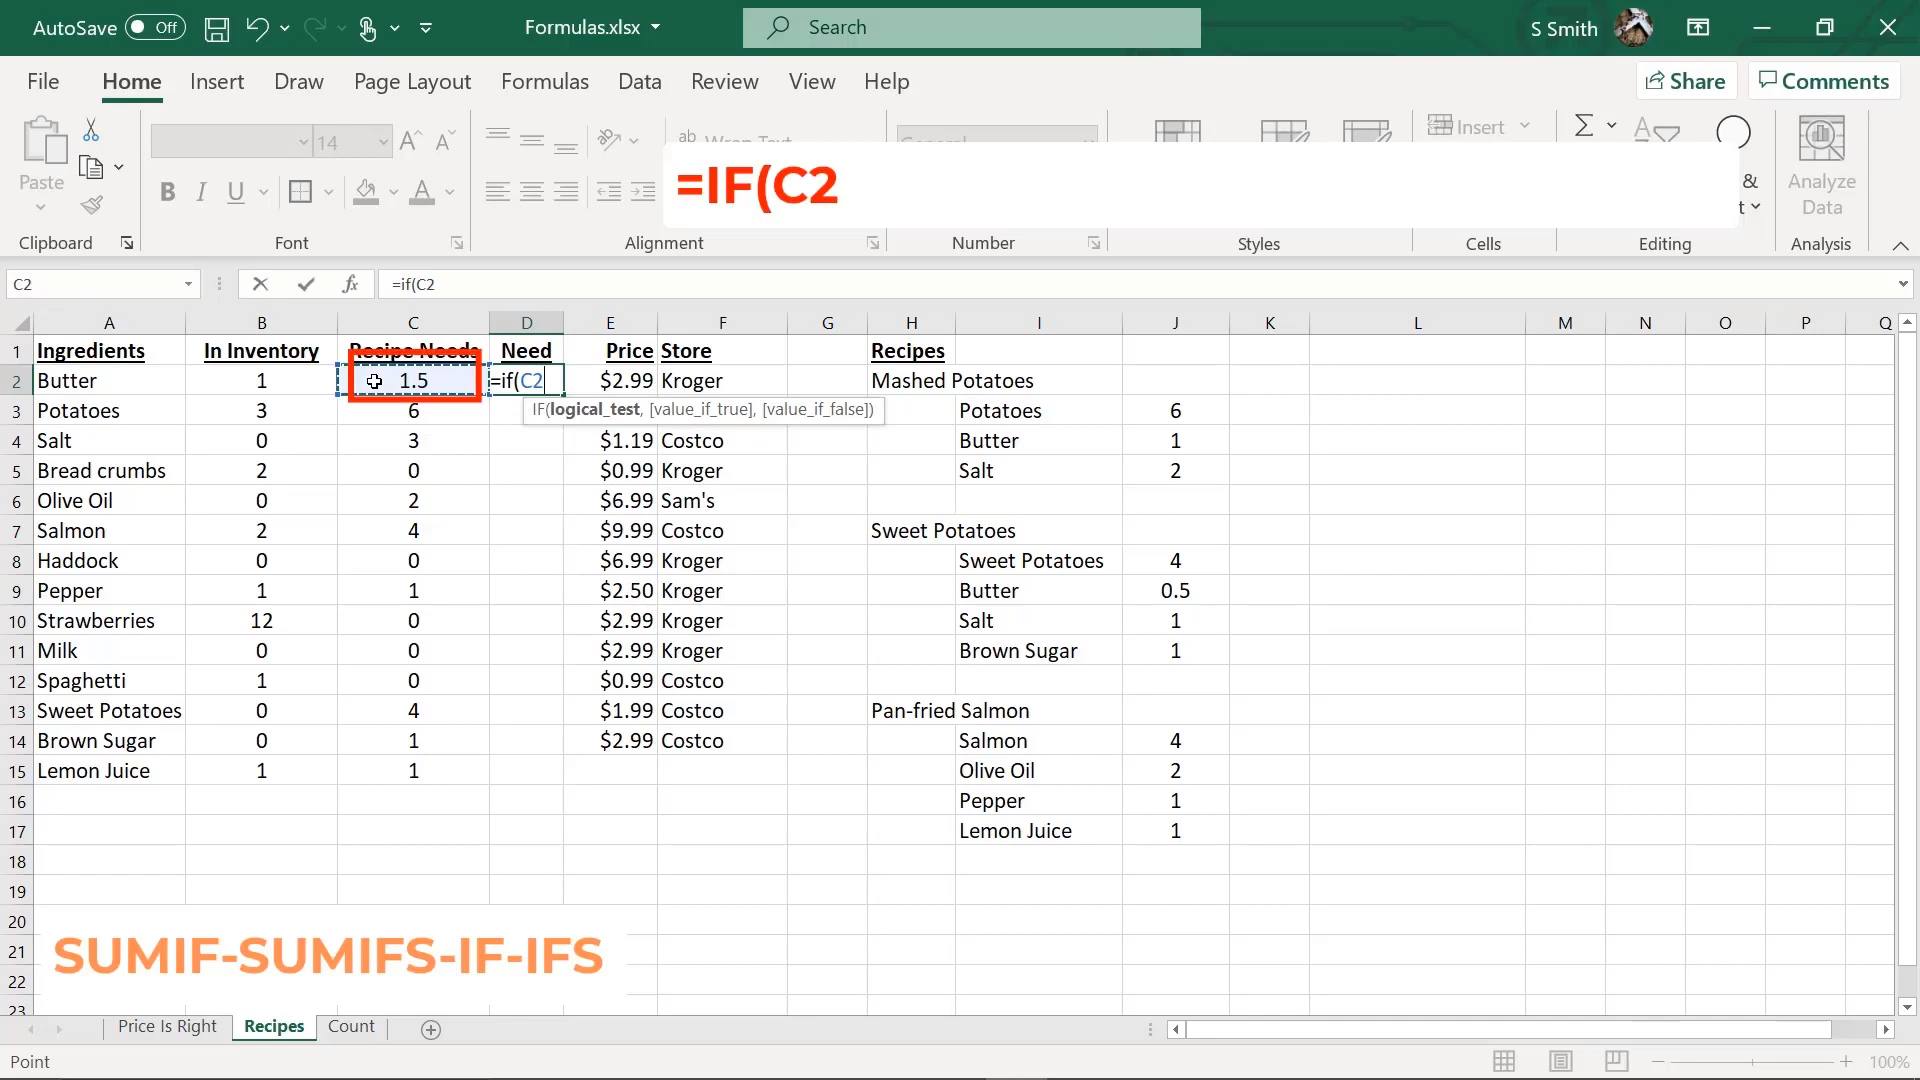 AutoSave Off Formulas.xlsx Search S Smith
File Home Insert Draw Page Layout Formulas Data Review View Help Share Comments
Paste 14 Insert & Analyze Data
=IF(C2
Clipboard Font Alignment Number Styles Cells Editing Analysis
C2 fx =if(C2
A B C D E F G H I J K L M N O P Q
1 Ingredients In Inventory Recipe Needs Need Price Store Recipes
2 Butter 1 1.5 =if(C2 $2.99 Kroger Mashed Potatoes
IF(logical_test, [value_if_true], [value_if_false])
3 Potatoes 3 6 Potatoes 6
4 Salt 0 3 $1.19 Costco Butter 1
5 Bread crumbs 2 0 $0.99 Kroger Salt 2
6 Olive Oil 0 2 $6.99 Sam's
7 Salmon 2 4 $9.99 Costco Sweet Potatoes
8 Haddock 0 0 $6.99 Kroger Sweet Potatoes 4
9 Pepper 1 1 $2.50 Kroger Butter 0.5
10 Strawberries 12 0 $2.99 Kroger Salt 1
11 Milk 0 0 $2.99 Kroger Brown Sugar 1
12 Spaghetti 1 0 $0.99 Costco
13 Sweet Potatoes 0 4 $1.99 Costco Pan-fried Salmon
14 Brown Sugar 0 1 $2.99 Costco Salmon 4
15 Lemon Juice 1 1 Olive Oil 2
16 Pepper 1
17 Lemon Juice 1
18
19
20
21
22
23
SUMIF-SUMIFS-IF-IFS
Price Is Right Recipes Count
Point 100%